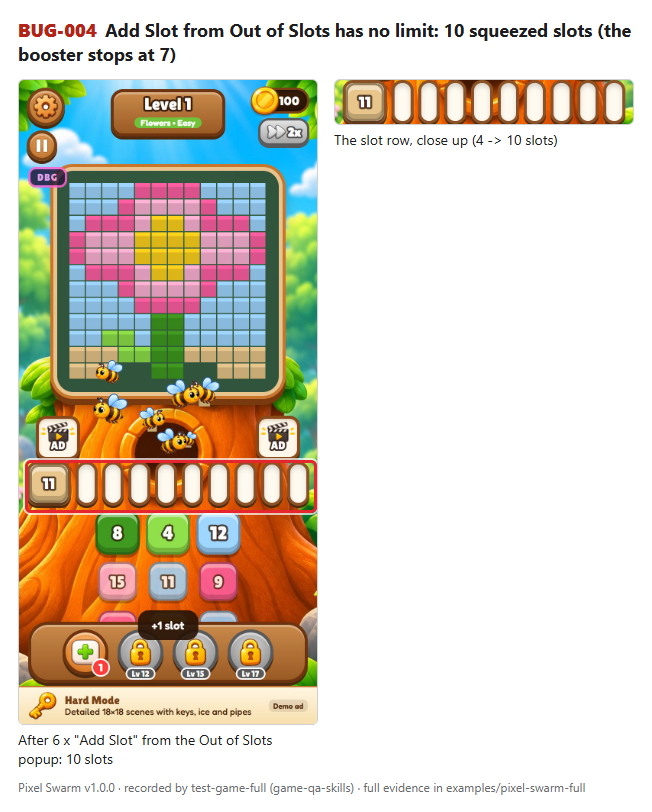 BUG-004 Add Slot from Out of Slots has no limit: 10 squeezed slots (the
booster stops at 7)
Level 1
Flowers • Easy
100
2x
DBG
AD
AD
11
8
4
12
15
11
9
+1 slot
1
Lv 12
Lv 15
Lv 17
Hard Mode
Detailed 18×18 scenes with keys, ice and pipes
Demo ad
11
The slot row, close up (4 -> 10 slots)
After 6 x "Add Slot" from the Out of Slots
popup: 10 slots
Pixel Swarm v1.0.0 · recorded by test-game-full (game-qa-skills) · full evidence in examples/pixel-swarm-full